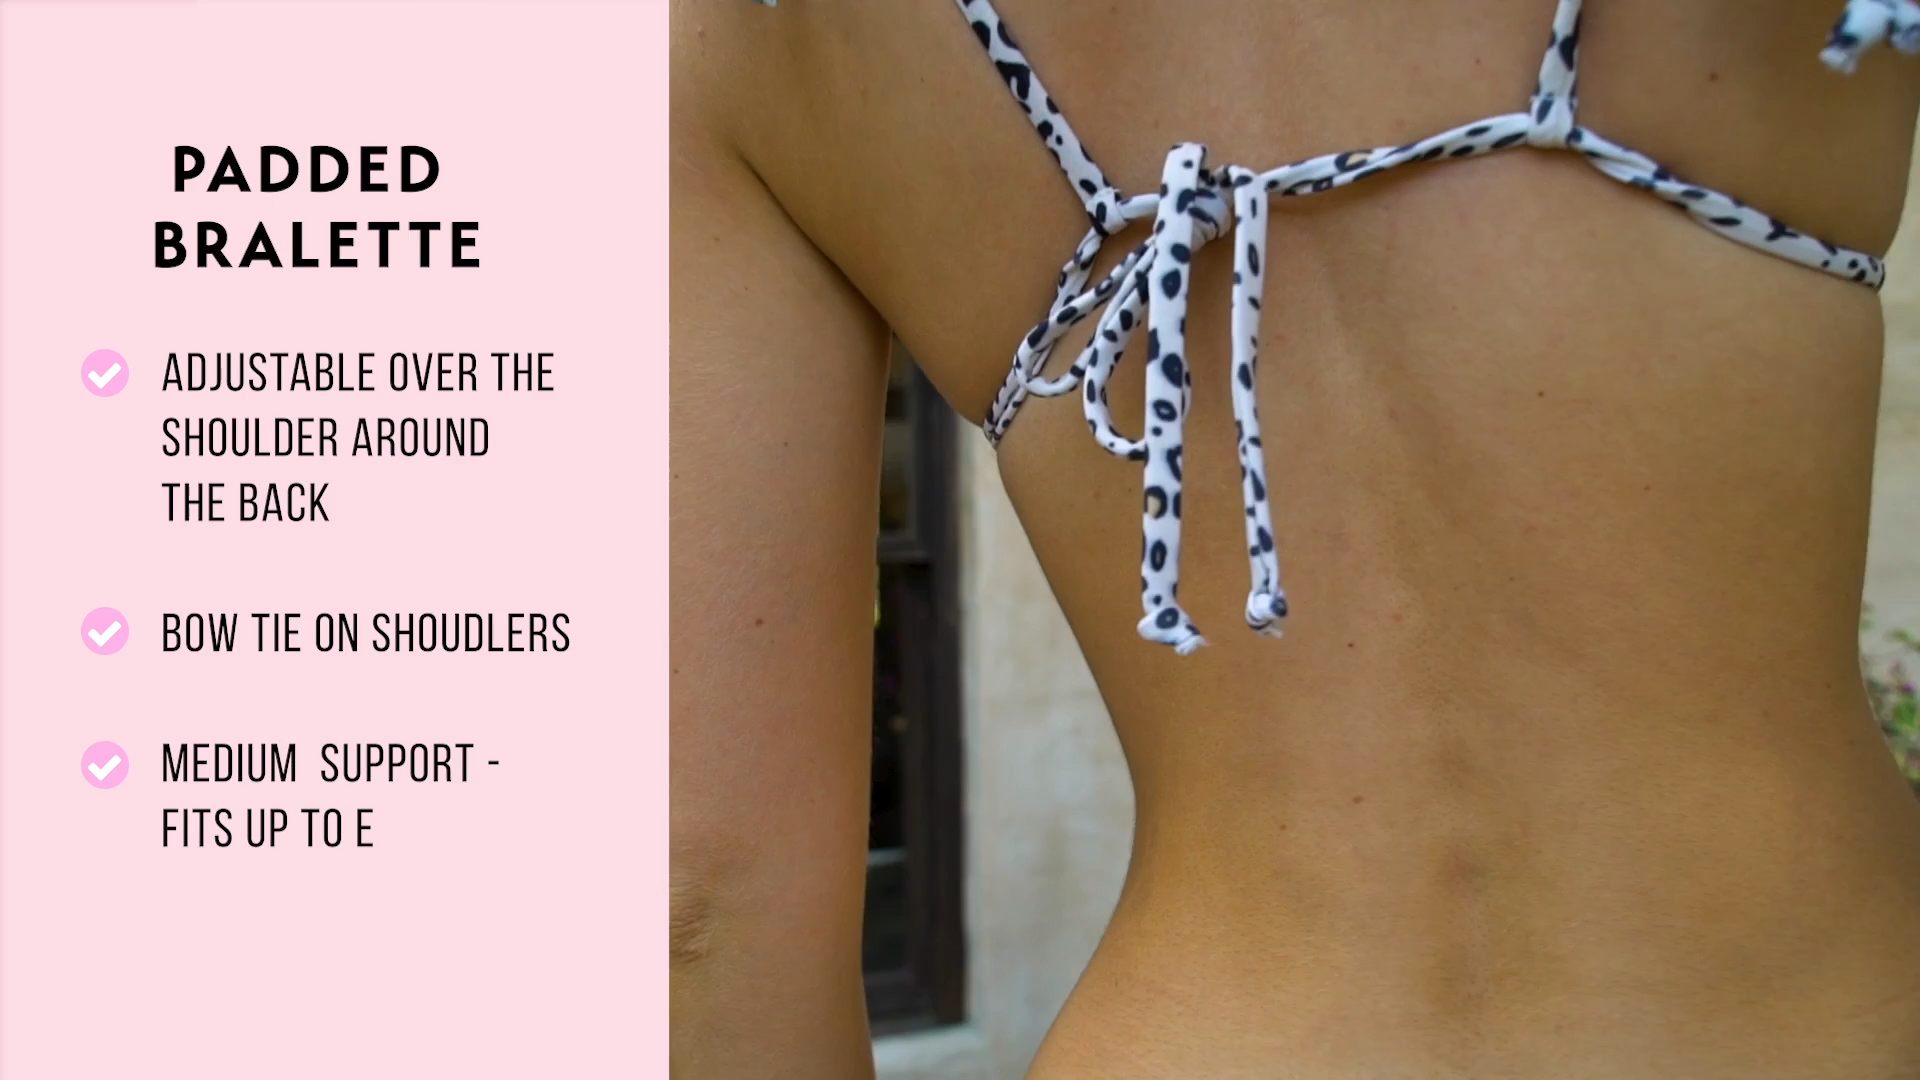 PADDED
BRALETTE
ADJUSTABLE OVER THE
SHOULDER AROUND
THE BACK
BOW TIE ON SHOUDLERS
MEDIUM  SUPPORT -
FITS UP TO E